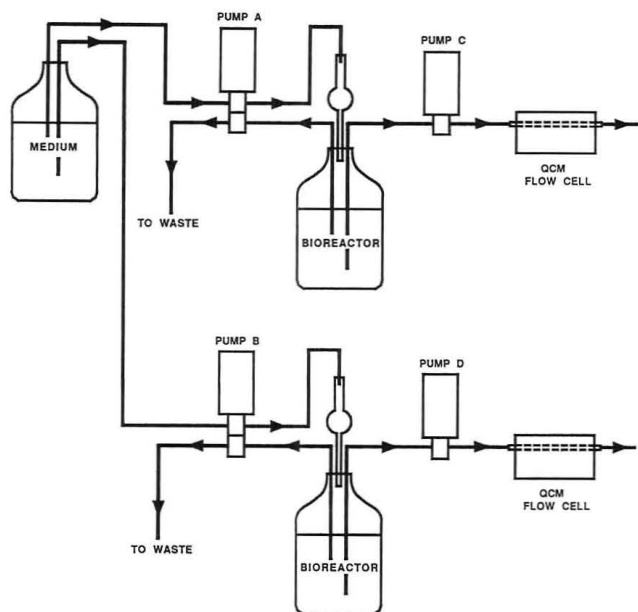 PUMP A
PUMP C
MEDIUM
QCM
FLOW CELL
TO WASTE
BIOREACTOR
PUMP B
PUMP D
QCM
FLOW CELL
TO WASTE
BIOREACTOR